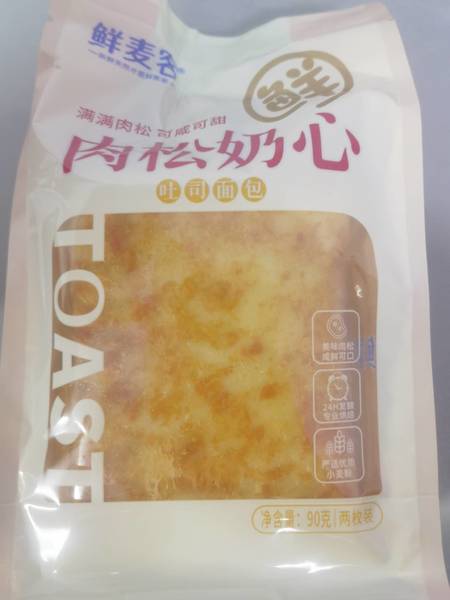 鲜麦客
鲜
满满肉松 可咸可甜
肉松奶心
吐司面包
TOAST
美味肉松
咸鲜可口
24H发酵
专业烘焙
严选优质
小麦粉
净含量：90克|两枚装